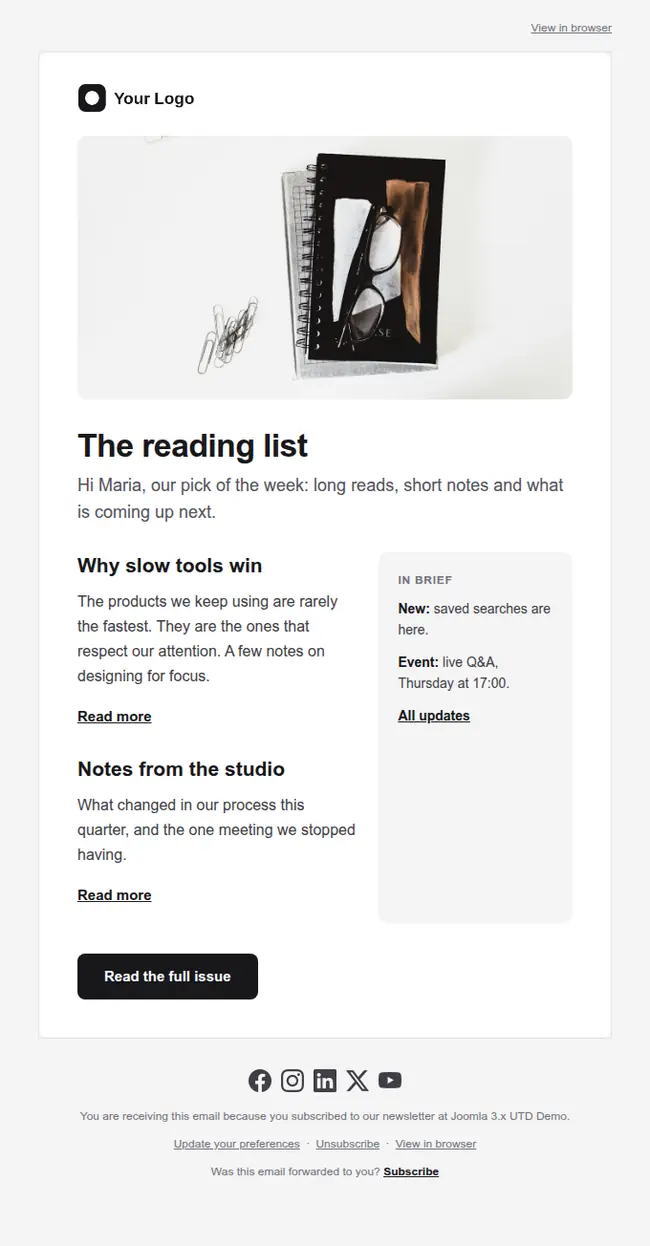 View in browser
Your Logo
The reading list
Hi Maria, our pick of the week: long reads, short notes and what
is coming up next.
Why slow tools win
The products we keep using are rarely
the fastest. They are the ones that
respect our attention. A few notes on
designing for focus.
Read more
Notes from the studio
What changed in our process this
quarter, and the one meeting we stopped
having.
Read more
IN BRIEF
New: saved searches are
here.
Event: live Q&A,
Thursday at 17:00.
All updates
Read the full issue
You are receiving this email because you subscribed to our newsletter at Joomla 3.x UTD Demo.
Update your preferences · Unsubscribe · View in browser
Was this email forwarded to you? Subscribe